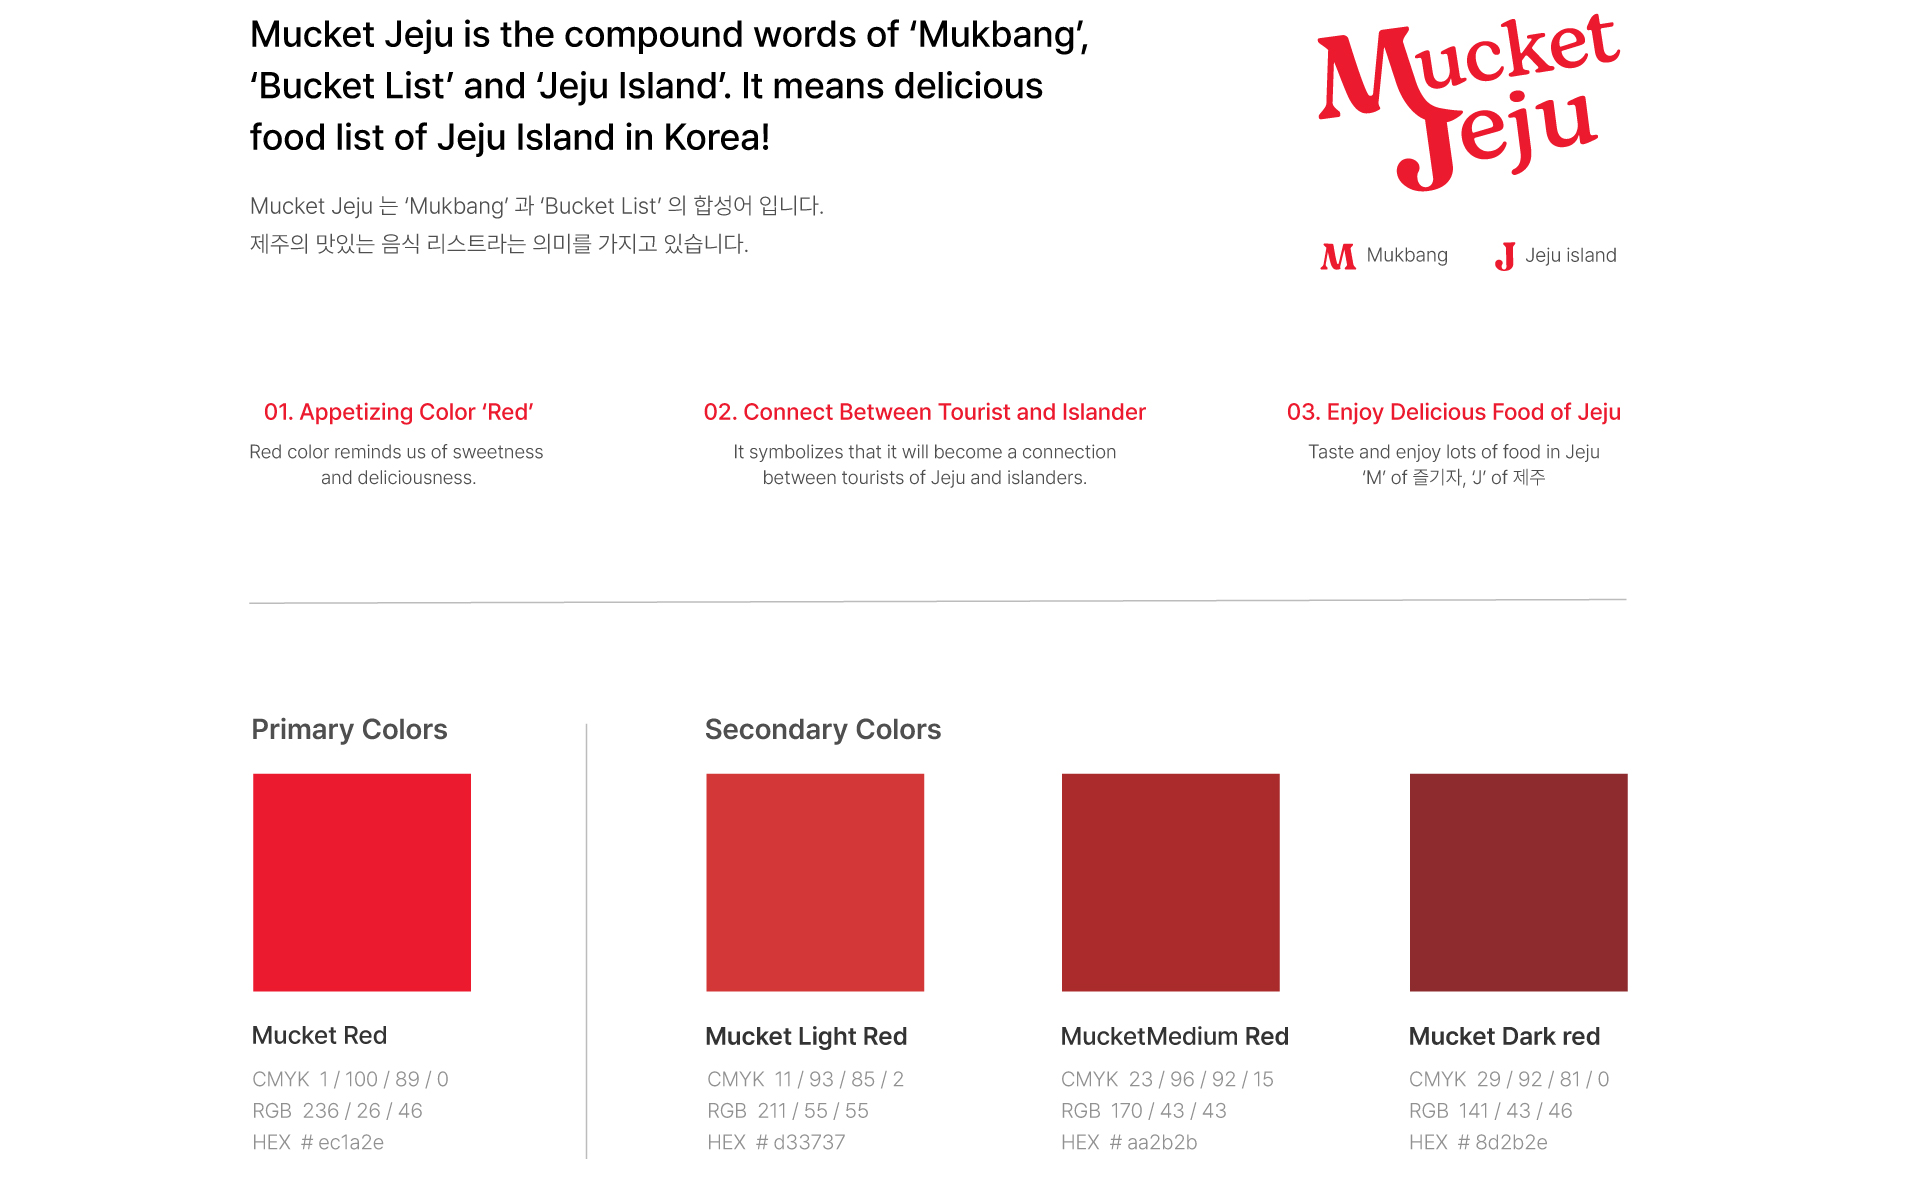 Mucket Jeju is the compound words of ‘Mukbang’,
‘Bucket List’ and ‘Jeju Island’. It means delicious
food list of Jeju Island in Korea!
Mucket Jeju 는 ‘Mukbang’ 과 ‘Bucket List’ 의 합성어 입니다.
제주의 맛있는 음식 리스트라는 의미를 가지고 있습니다.
Mucket
Jeju
M Mukbang
J Jeju island
01. Appetizing Color ‘Red’
Red color reminds us of sweetness
and deliciousness.
02. Connect Between Tourist and Islander
It symbolizes that it will become a connection
between tourists of Jeju and islanders.
03. Enjoy Delicious Food of Jeju
Taste and enjoy lots of food in Jeju
‘M’ of 즐기자, ‘J’ of 제주
Primary Colors
Mucket Red
CMYK 1 / 100 / 89 / 0
RGB 236 / 26 / 46
HEX # ec1a2e
Secondary Colors
Mucket Light Red
CMYK 11 / 93 / 85 / 2
RGB 211 / 55 / 55
HEX # d33737
MucketMedium Red
CMYK 23 / 96 / 92 / 15
RGB 170 / 43 / 43
HEX # aa2b2b
Mucket Dark red
CMYK 29 / 92 / 81 / 0
RGB 141 / 43 / 46
HEX # 8d2b2e